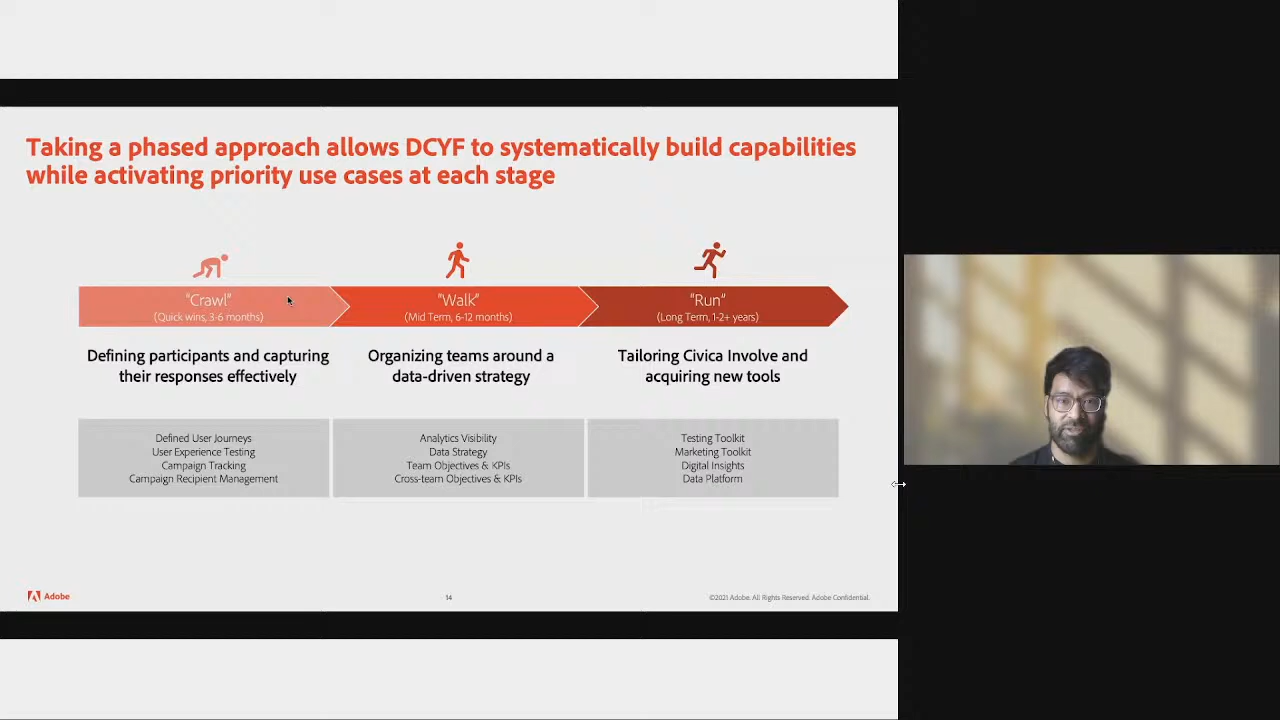 Taking a phased approach allows DCYF to systematically build capabilities
while activating priority use cases at each stage
"Crawl"
(Quick wins, 3-6 months)
"Walk"
(Mid Term, 6-12 months)
"Run"
(Long Term, 1-2+ years)
Defining participants and capturing
their responses effectively
Organizing teams around a
data-driven strategy
Tailoring Civica Involve and
acquiring new tools
Defined User Journeys
User Experience Testing
Campaign Tracking
Campaign Recipient Management
Analytics Visibility
Data Strategy
Team Objectives & KPIs
Cross-team Objectives & KPIs
Testing Toolkit
Marketing Toolkit
Digital Insights
Data Platform
Adobe
14
©2021 Adobe. All Rights Reserved. Adobe Confidential.